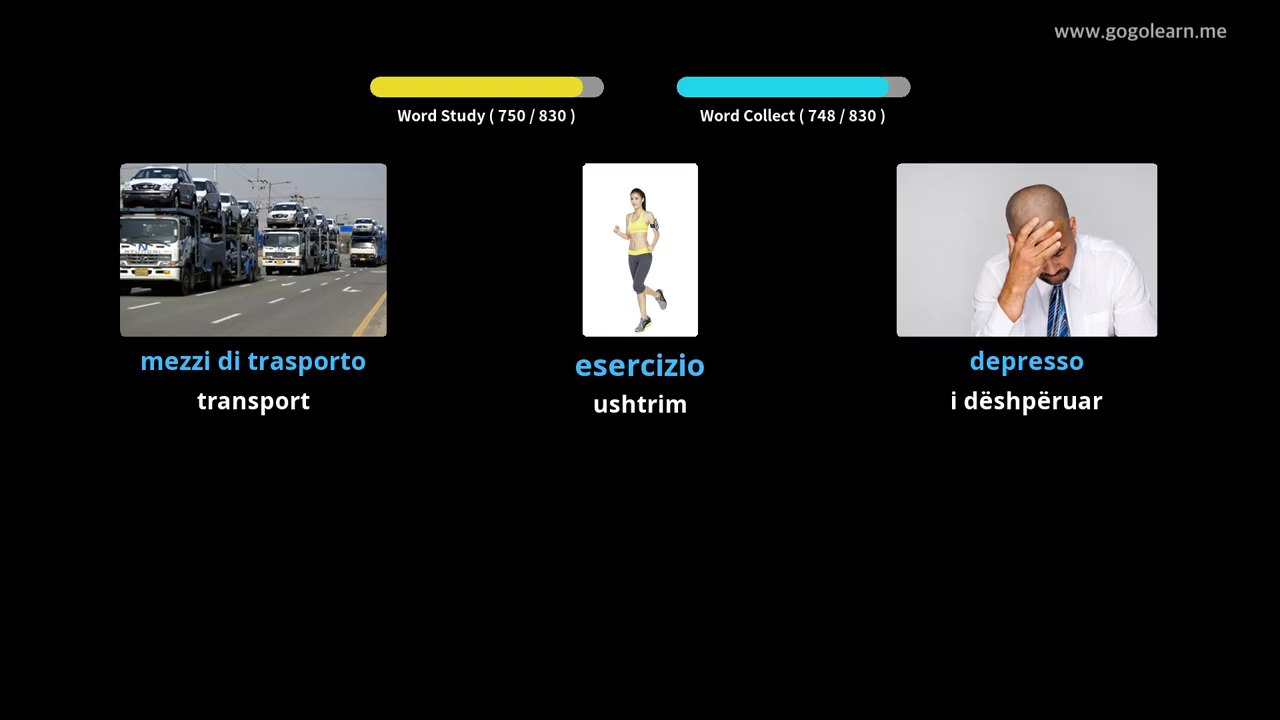 www.gogolearn.me
Word Study ( 750 / 830 )
Word Collect ( 748 / 830 )
mezzi di trasporto
esercizio
depresso
transport
ushtrim
i dëshpëruar